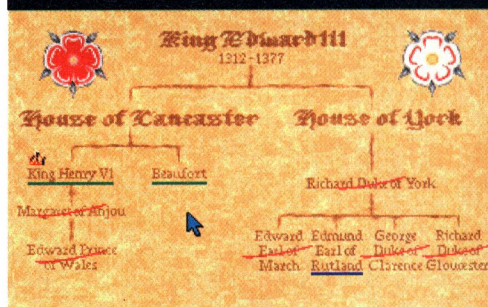 King Edward III
1312-1377
House of Lancaster
House of York
King Henry VI
Beaufort
Richard Duke of York
Margaret of Anjou
Edward Prince
of Wales
Edward
Earl of
March
Edmund
Earl of
Rutland
George
Duke of
Clarence
Richard
Duke of
Gloucester